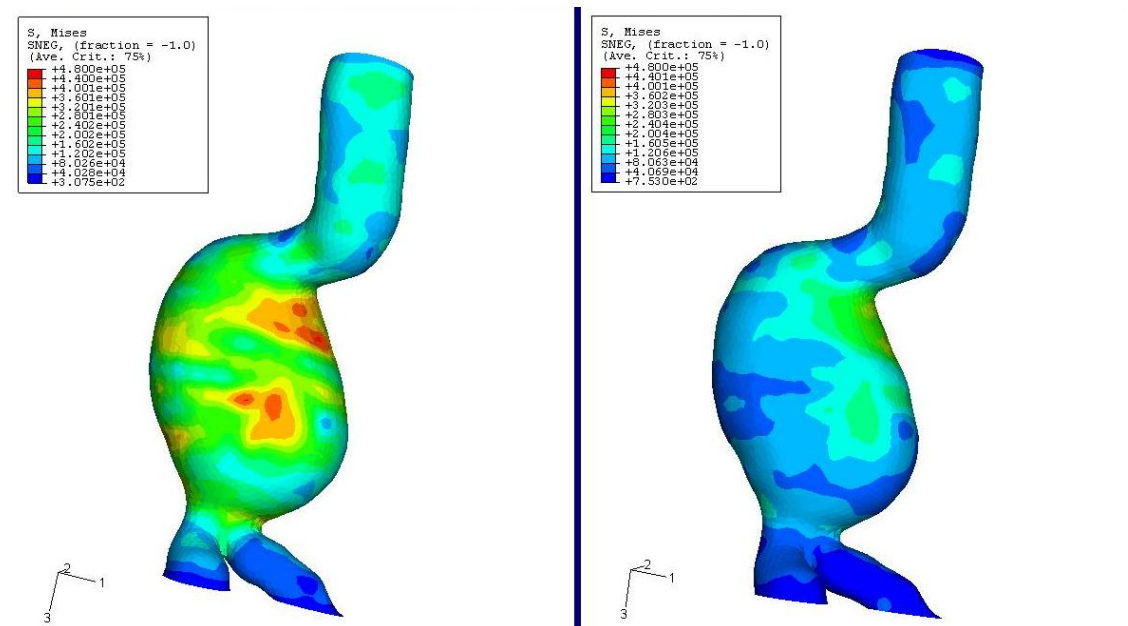 S, Mises
SNEG, (fraction = -1.0)
(Ave. Crit.: 75%)
+4.800e+05
+4.400e+05
+4.001e+05
+3.601e+05
+3.201e+05
+2.801e+05
+2.402e+05
+2.002e+05
+1.602e+05
+1.202e+05
+8.026e+04
+4.028e+04
+3.075e+02
2
1
3
S, Mises
SNEG, (fraction = -1.0)
(Ave. Crit.: 75%)
+4.800e+05
+4.401e+05
+4.001e+05
+3.602e+05
+3.203e+05
+2.803e+05
+2.404e+05
+2.004e+05
+1.605e+05
+1.206e+05
+8.063e+04
+4.069e+04
+7.530e+02
2
1
3